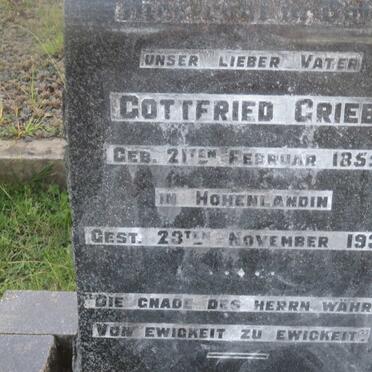 UNSER LIEBER VATER
GOTTFRIED GRIEB
GEB. 21TEN FEBRUAR 185
IN HOHENLANDIN
GEST. 23TEN NOVEMBER 19
"DIE GNADE DES HERRN WÄHR
VON EWIGKEIT ZU EWIGKEIT"